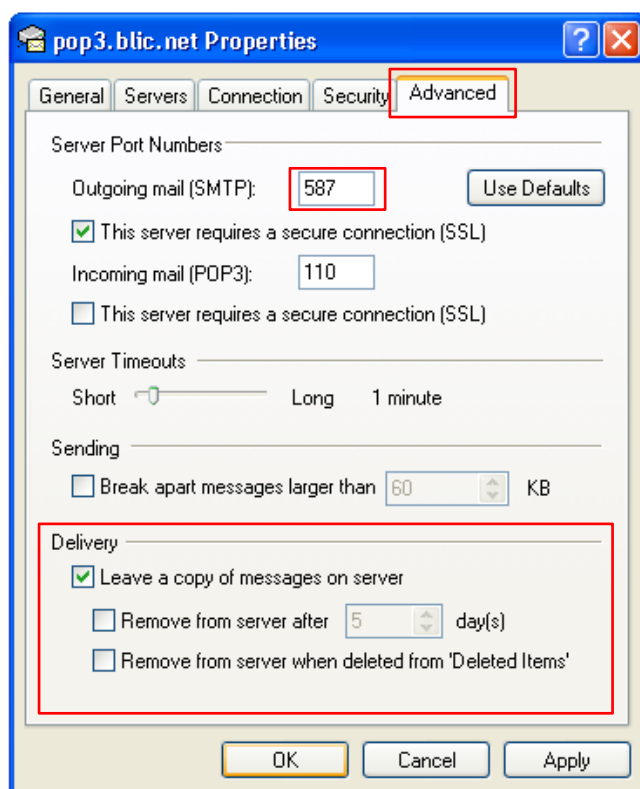 pop3.blic.net Properties
General Servers Connection Security Advanced
Server Port Numbers
Outgoing mail (SMTP): 587 Use Defaults
This server requires a secure connection (SSL)
Incoming mail (POP3): 110
This server requires a secure connection (SSL)
Server Timeouts
Short Long 1 minute
Sending
Break apart messages larger than 60 KB
Delivery
Leave a copy of messages on server
Remove from server after 5 day(s)
Remove from server when deleted from 'Deleted Items'
OK Cancel Apply